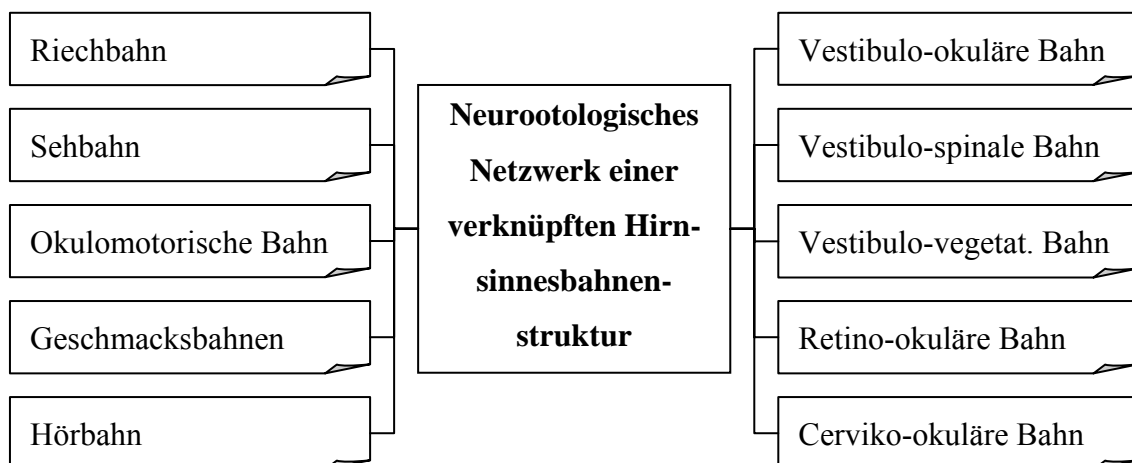 Riechbahn
Sehbahn
Okulomotorische Bahn
Geschmacksbahnen
Hörbahn
Neurootologisches
Netzwerk einer
verknüpften Hirn-
sinnesbahnen-
struktur
Vestibulo-okuläre Bahn
Vestibulo-spinale Bahn
Vestibulo-vegetat. Bahn
Retino-okuläre Bahn
Cerviko-okuläre Bahn